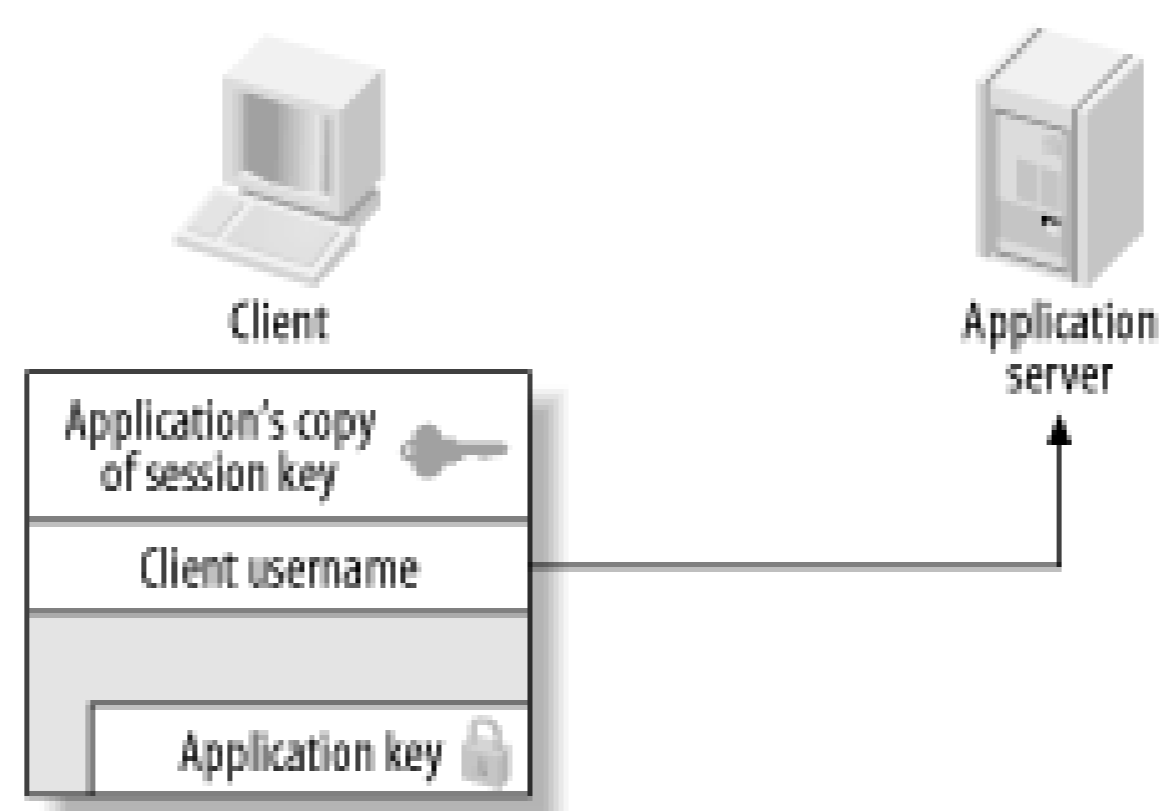 Client
Application
server
Application's copy
of session key
Client username
Application key